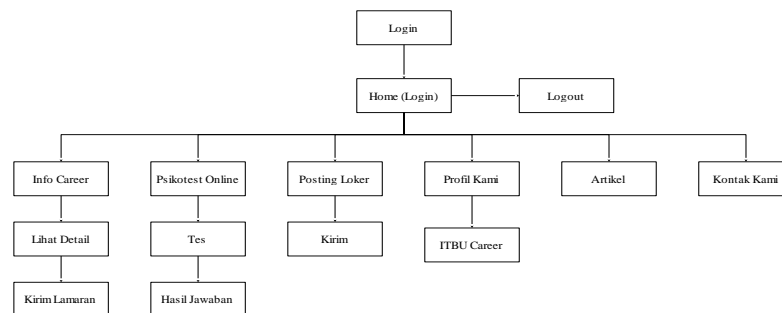 Login
Home (Login)
Logout
Info Career
Psikotest Online
Posting Loker
Profil Kami
Artikel
Kontak Kami
Lihat Detail
Tes
Kirim
ITBU Career
Kirim Lamaran
Hasil Jawaban